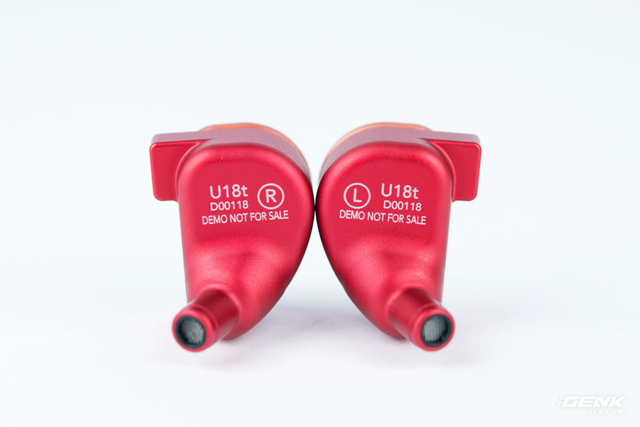 U18t R
D00118
DEMO NOT FOR SALE
L U18t
D00118
DEMO NOT FOR SALE
GENK